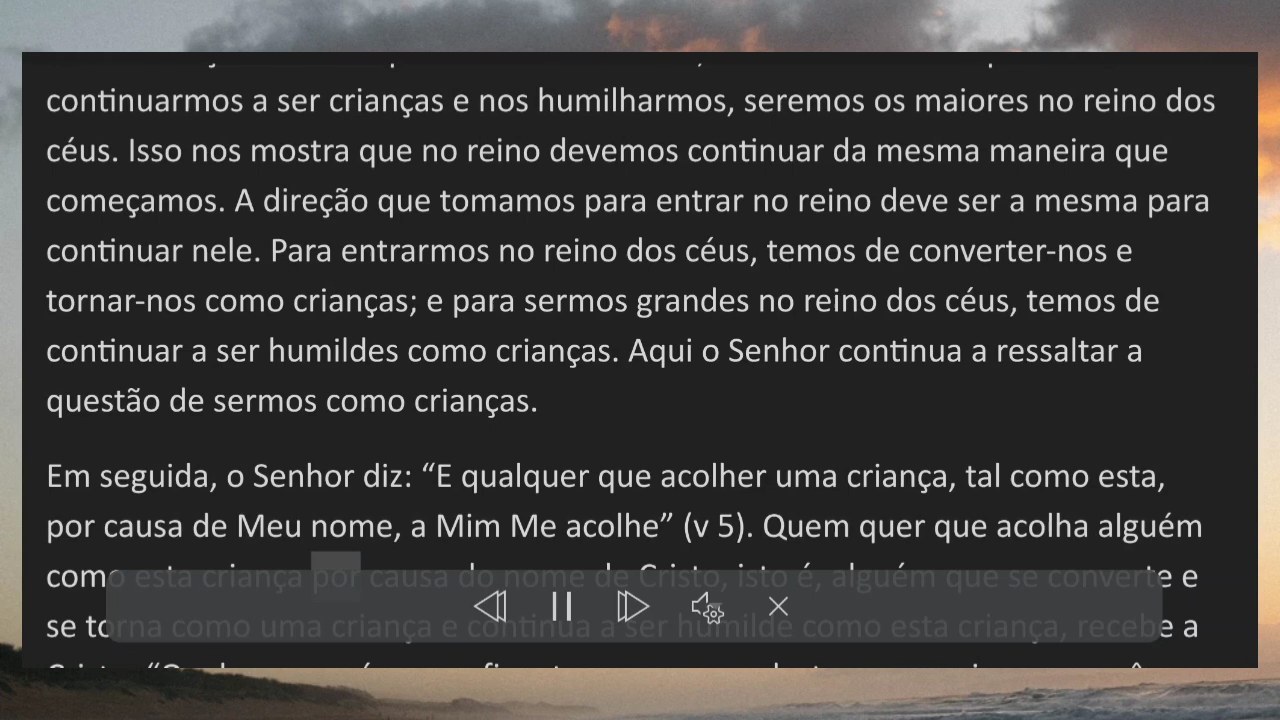 continuarmos a ser crianças e nos humilharmos, seremos os maiores no reino dos
céus. Isso nos mostra que no reino devemos continuar da mesma maneira que
começamos. A direção que tomamos para entrar no reino deve ser a mesma para
continuar nele. Para entrarmos no reino dos céus, temos de converter-nos e
tornar-nos como crianças; e para sermos grandes no reino dos céus, temos de
continuar a ser humildes como crianças. Aqui o Senhor continua a ressaltar a
questão de sermos como crianças.
Em seguida, o Senhor diz: “E qualquer que acolher uma criança, tal como esta,
por causa de Meu nome, a Mim Me acolhe” (v 5). Quem quer que acolha alguém
como esta criança por causa do nome de Cristo, isto é, alguém que se converte e
se torna como uma criança e continua a ser humilde como esta criança, recebe a